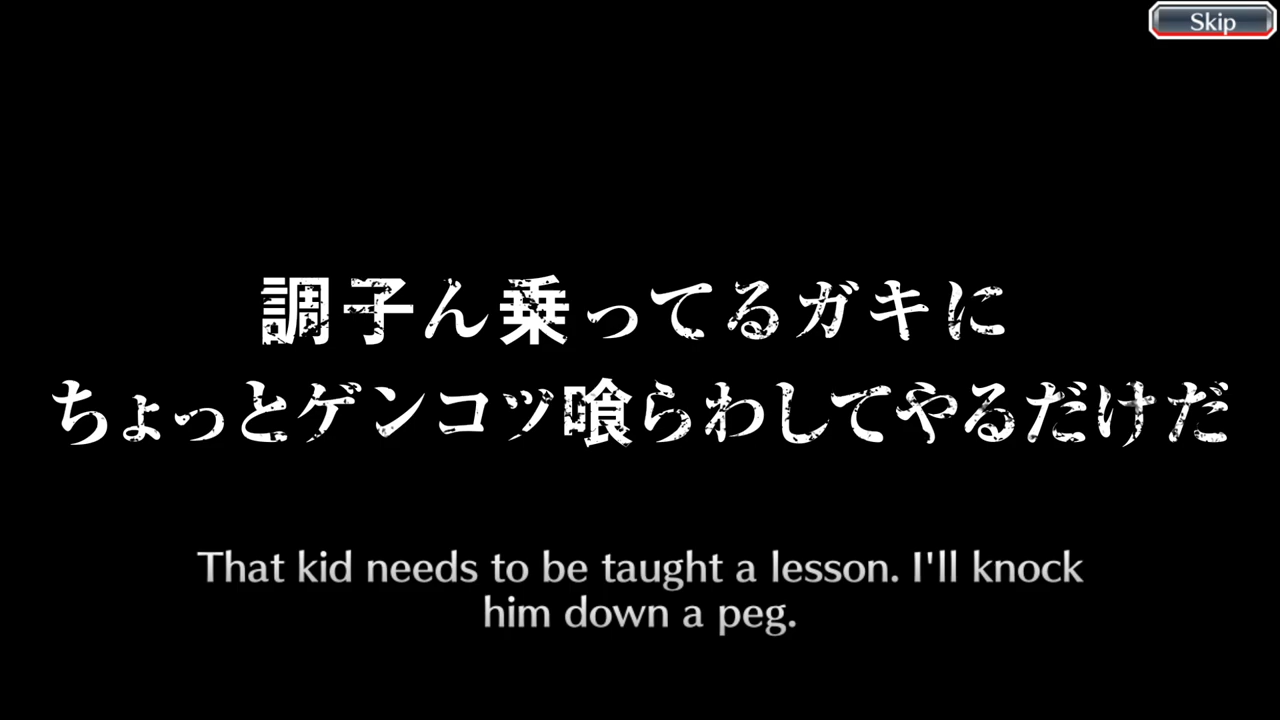 Skip
調子ん乗ってるガキに
ちょっとゲンコツ喰らわしてやるだけだ
That kid needs to be taught a lesson. I'll knock
him down a peg.